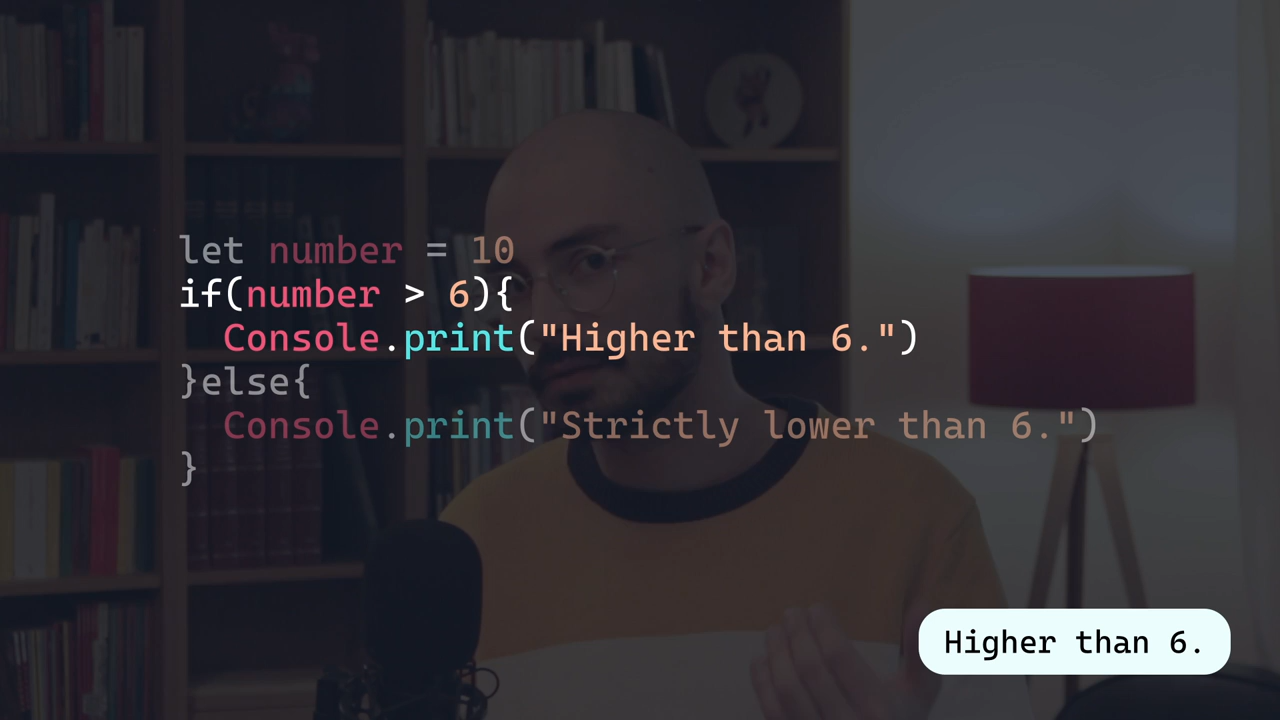 let number = 10
if(number > 6){
  Console.print("Higher than 6.")
}else{
  Console.print("Strictly lower than 6.")
}
Higher than 6.